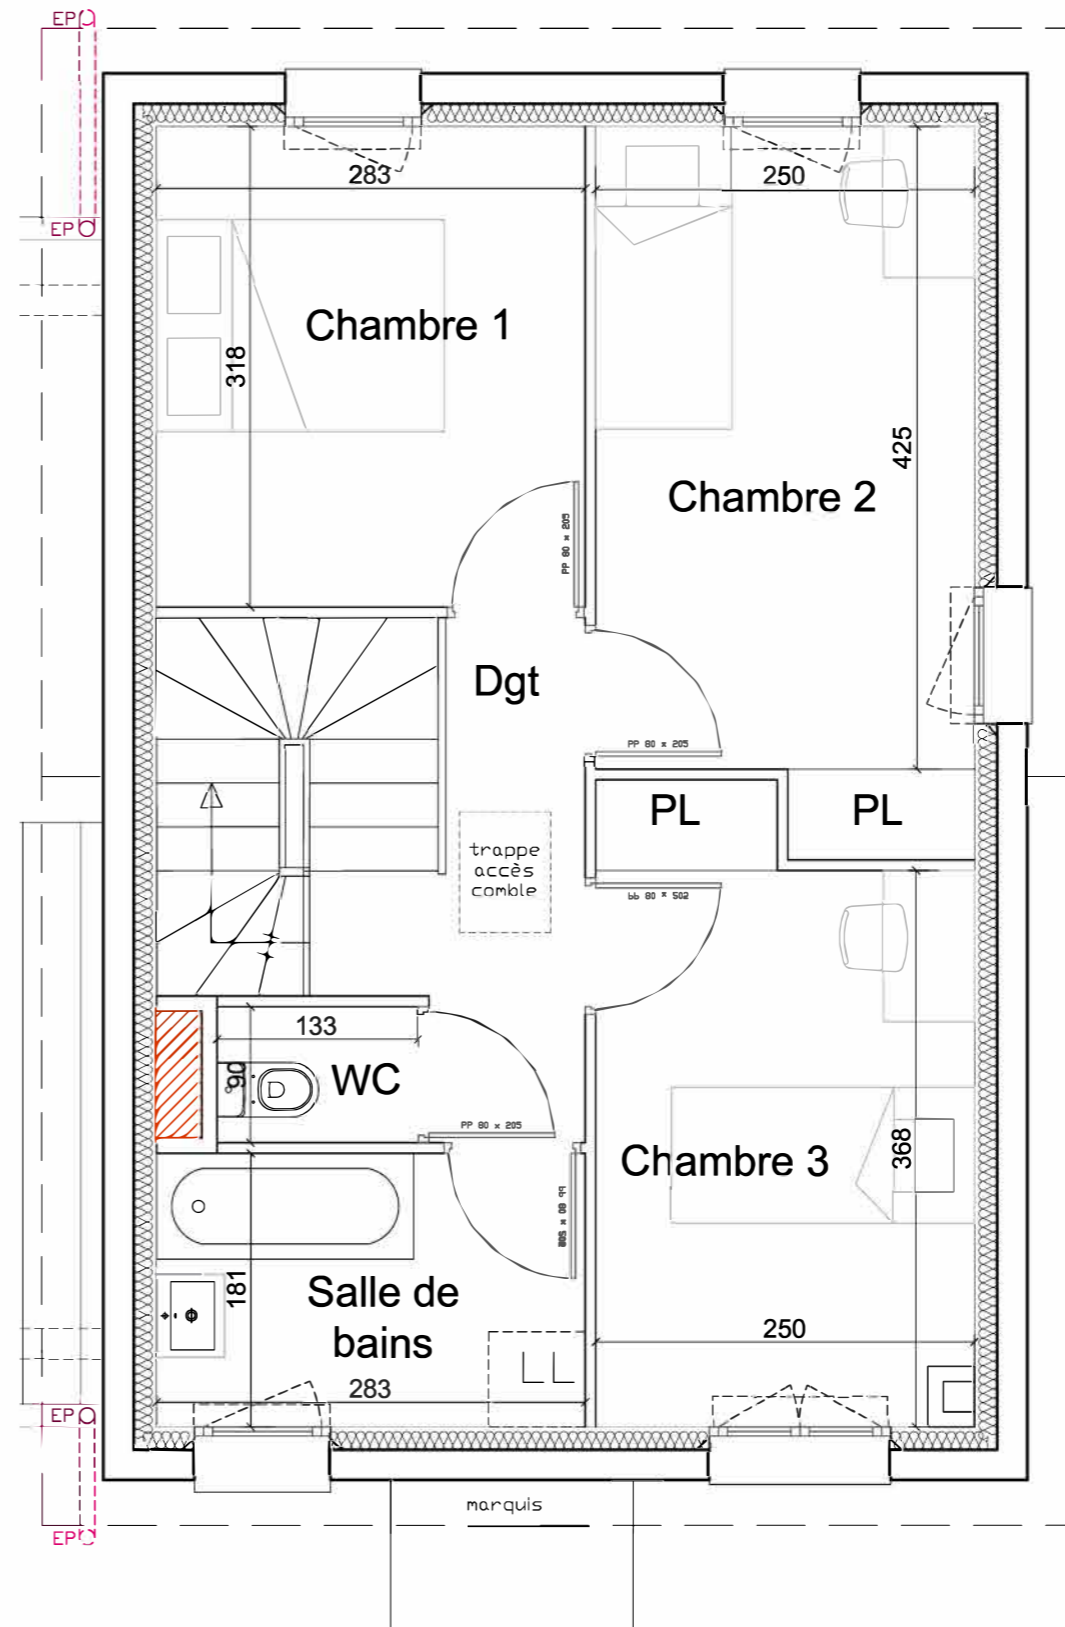 EP
EP
283
250
Chambre 1
318
425
Chambre 2
PP 80 x 205
Dgt
PP 80 x 205
PL
PL
trappe
accès
comble
PP 80 x 205
133
90
WC
PP 80 x 205
Chambre 3
368
PP 80 x 205
181
Salle de
bains
LL
250
283
EP
marquis
EP